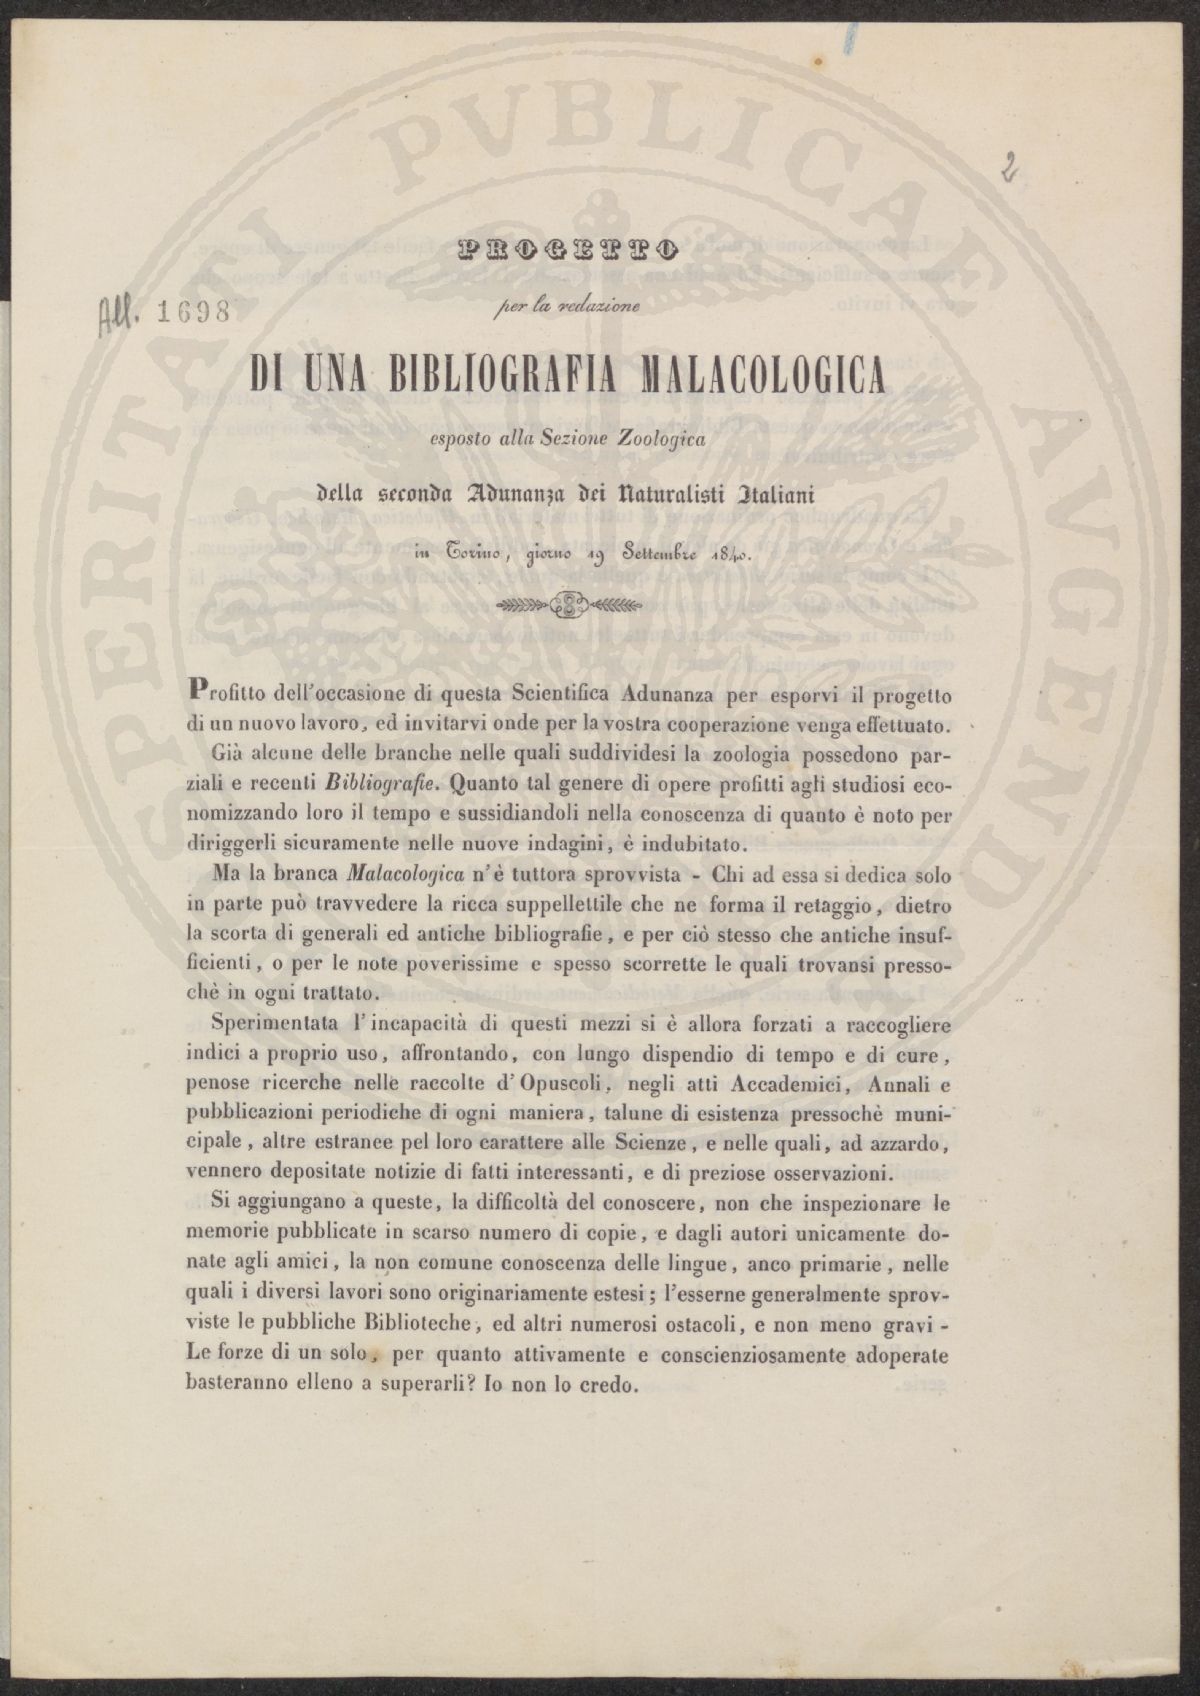 2
PROGETTO
All. 1698
per la redazione
DI UNA BIBLIOGRAFIA MALACOLOGICA
esposto alla Sezione Zoologica
della seconda Adunanza dei Naturalisti Italiani
in Torino, giorno 19 Settembre 1840.
Profitto dell'occasione di questa Scientifica Adunanza per esporvi il progetto
di un nuovo lavoro, ed invitarvi onde per la vostra cooperazione venga effettuato.
Già alcune delle branche nelle quali suddividesi la zoologia possedono par-
ziali e recenti Bibliografie. Quanto tal genere di opere profitti agli studiosi eco-
nomizzando loro il tempo e sussidiandoli nella conoscenza di quanto è noto per
diriggerli sicuramente nelle nuove indagini, è indubitato.
Ma la branca Malacologica n'è tuttora sprovvista - Chi ad essa si dedica solo
in parte può travvedere la ricca suppellettile che ne forma il retaggio, dietro
la scorta di generali ed antiche bibliografie, e per ciò stesso che antiche insuf-
ficienti, o per le note poverissime e spesso scorrette le quali trovansi presso-
chè in ogni trattato.
Sperimentata l'incapacità di questi mezzi si è allora forzati a raccogliere
indici a proprio uso, affrontando, con lungo dispendio di tempo e di cure,
penose ricerche nelle raccolte d'Opuscoli, negli atti Accademici, Annali e
pubblicazioni periodiche di ogni maniera, talune di esistenza pressochè muni-
cipale, altre estranee pel loro carattere alle Scienze, e nelle quali, ad azzardo,
vennero depositate notizie di fatti interessanti, e di preziose osservazioni.
Si aggiungano a queste, la difficoltà del conoscere, non che inspezionare le
memorie pubblicate in scarso numero di copie, e dagli autori unicamente do-
nate agli amici, la non comune conoscenza delle lingue, anco primarie, nelle
quali i diversi lavori sono originariamente estesi; l'esserne generalmente sprov-
viste le pubbliche Biblioteche, ed altri numerosi ostacoli, e non meno gravi -
Le forze di un solo, per quanto attivamente e conscienziosamente adoperate
basteranno elleno a superarli? Io non lo credo.
SPERITATI PVBLICAE AVGEND